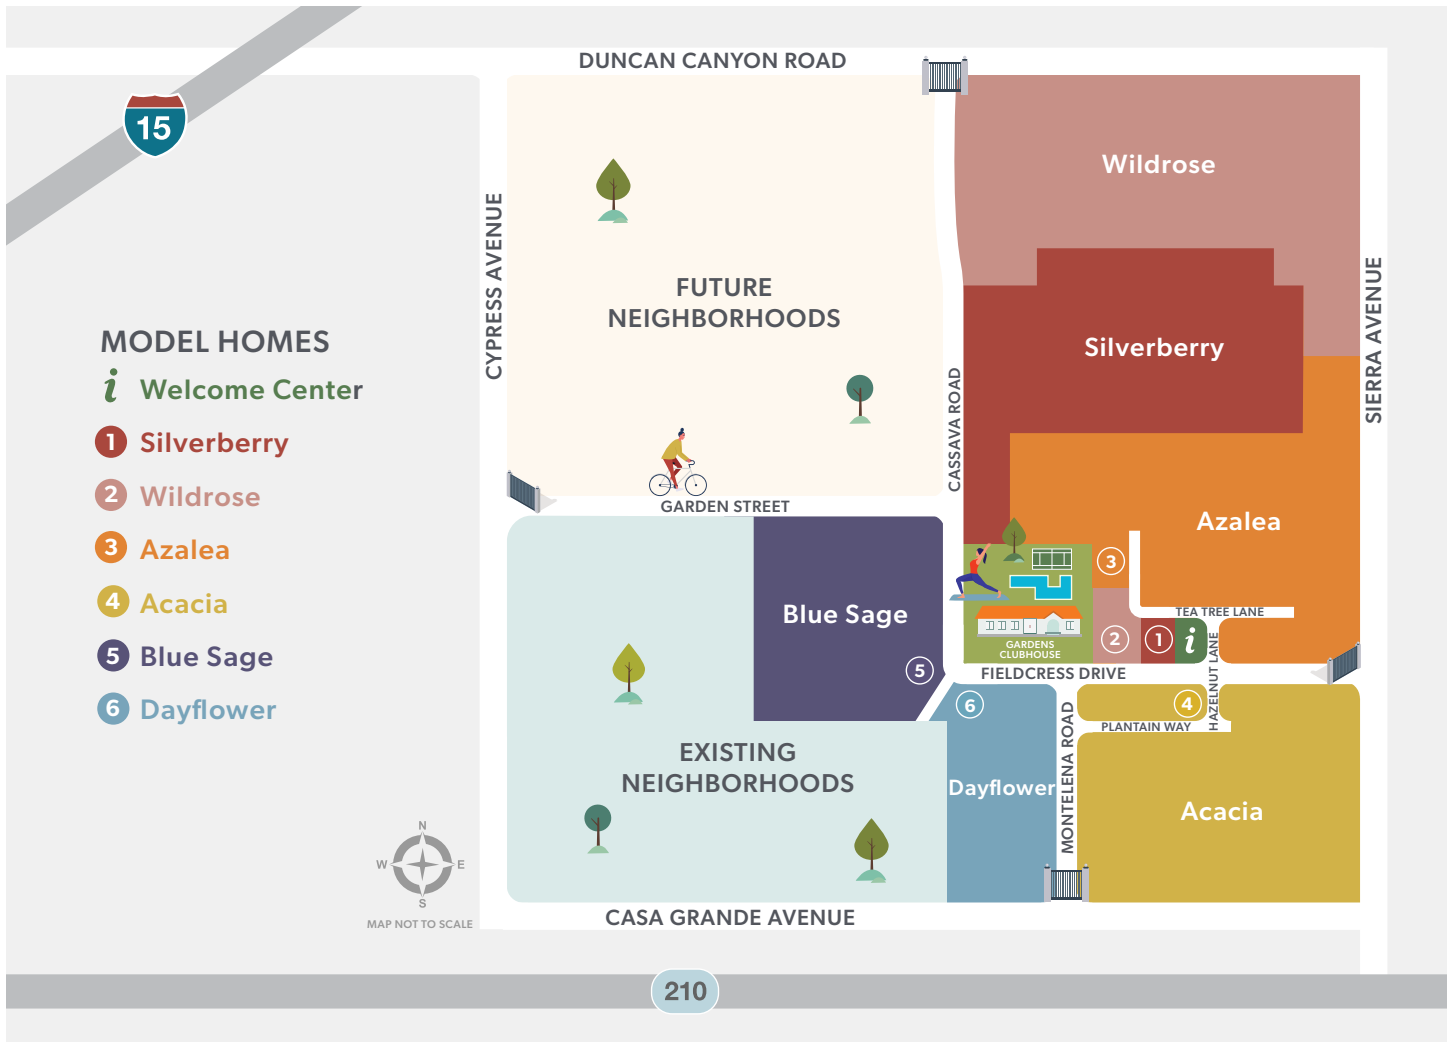 DUNCAN CANYON ROAD
15
Wildrose
CYPRESS AVENUE
SIERRA AVENUE
FUTURE
NEIGHBORHOODS
Silverberry
CASSAVA ROAD
MODEL HOMES
i Welcome Center
1 Silverberry
2 Wildrose
3 Azalea
4 Acacia
5 Blue Sage
6 Dayflower
GARDEN STREET
Azalea
3
Blue Sage
TEA TREE LANE
2
1
i
GARDENS
CLUBHOUSE
HAZELNUT LANE
5
FIELDCRESS DRIVE
6
4
MONTELENA ROAD
PLANTAIN WAY
EXISTING
NEIGHBORHOODS
Dayflower
Acacia
N
W
E
S
MAP NOT TO SCALE
CASA GRANDE AVENUE
210